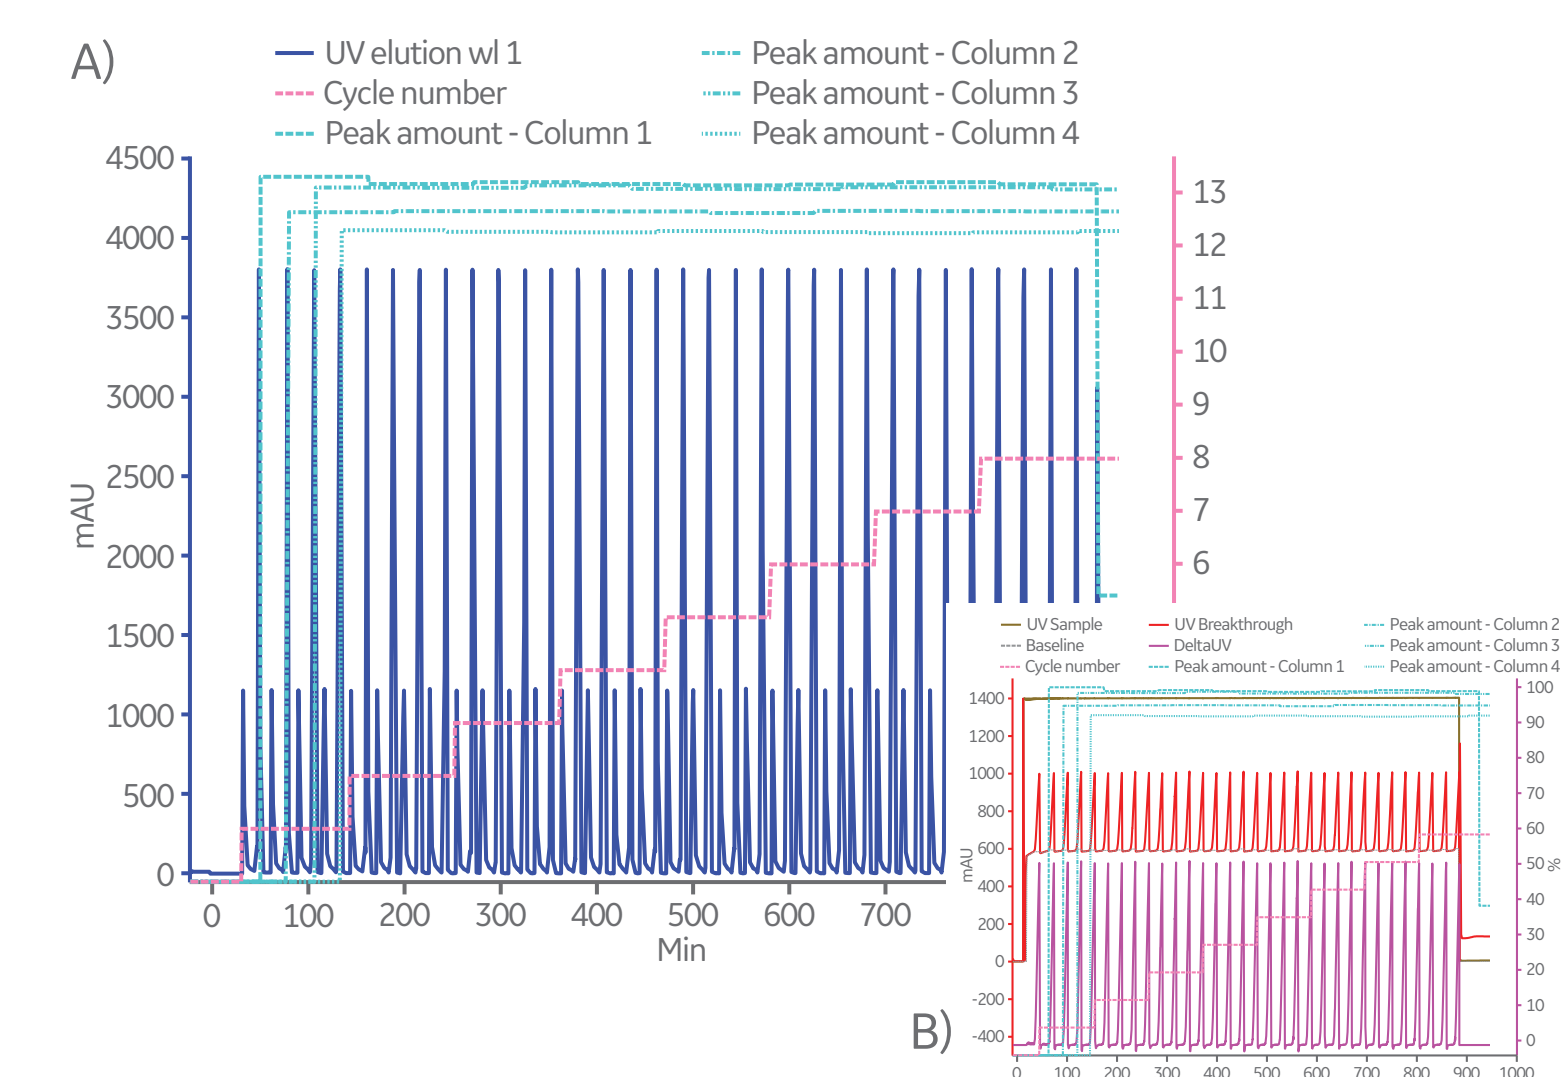 A)
UV elution wl 1
Cycle number
Peak amount - Column 1
Peak amount - Column 2
Peak amount - Column 3
Peak amount - Column 4
4500
4000
3500
3000
2500
2000
1500
1000
500
0
mAU
13
12
11
10
9
8
7
6
0 100 200 300 400 500 600 700
Min
B)
UV Sample
Baseline
Cycle number
UV Breakthrough
DeltaUV
Peak amount - Column 1
Peak amount - Column 2
Peak amount - Column 3
Peak amount - Column 4
1400
1200
1000
800
600
400
200
0
-200
-400
mAU
100
90
80
70
60
50
40
30
20
10
0
%
0 100 200 300 400 500 600 700 800 900 1000